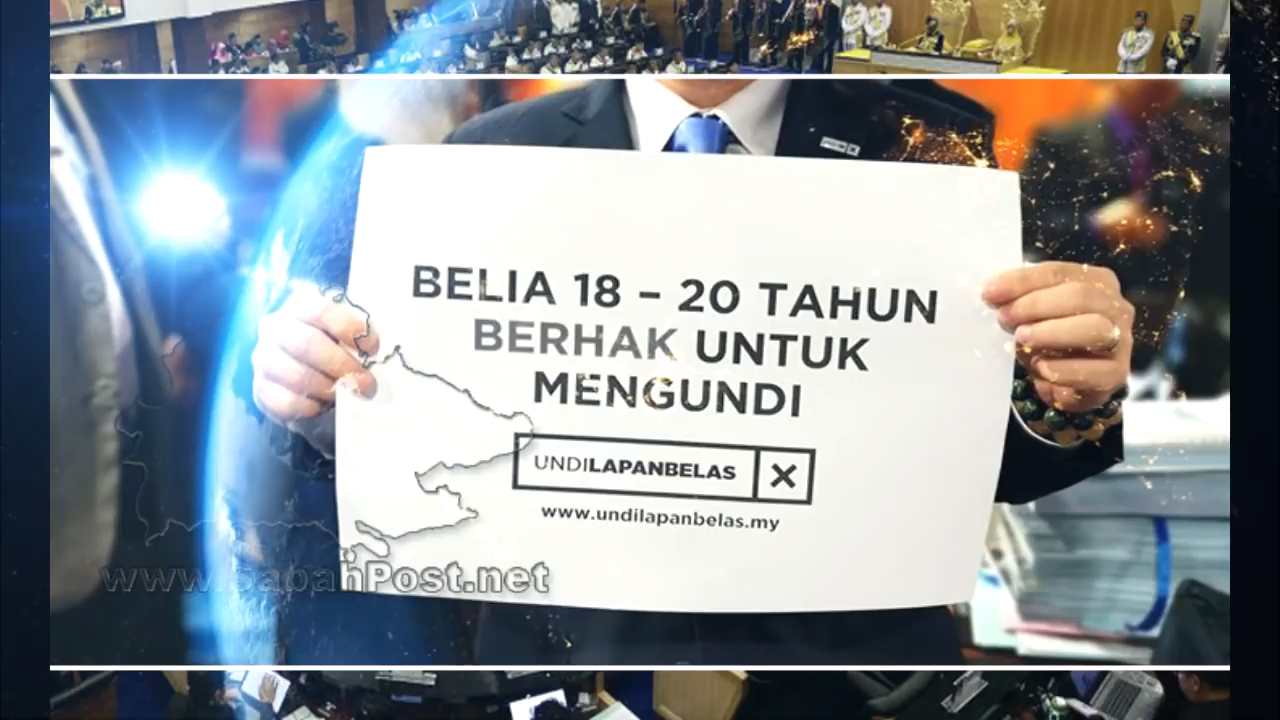 BELIA 18 – 20 TAHUN
BERHAK UNTUK
MENGUNDI
UNDILAPANBELAS X
www.undilapanbelas.my
www.SabahPost.net